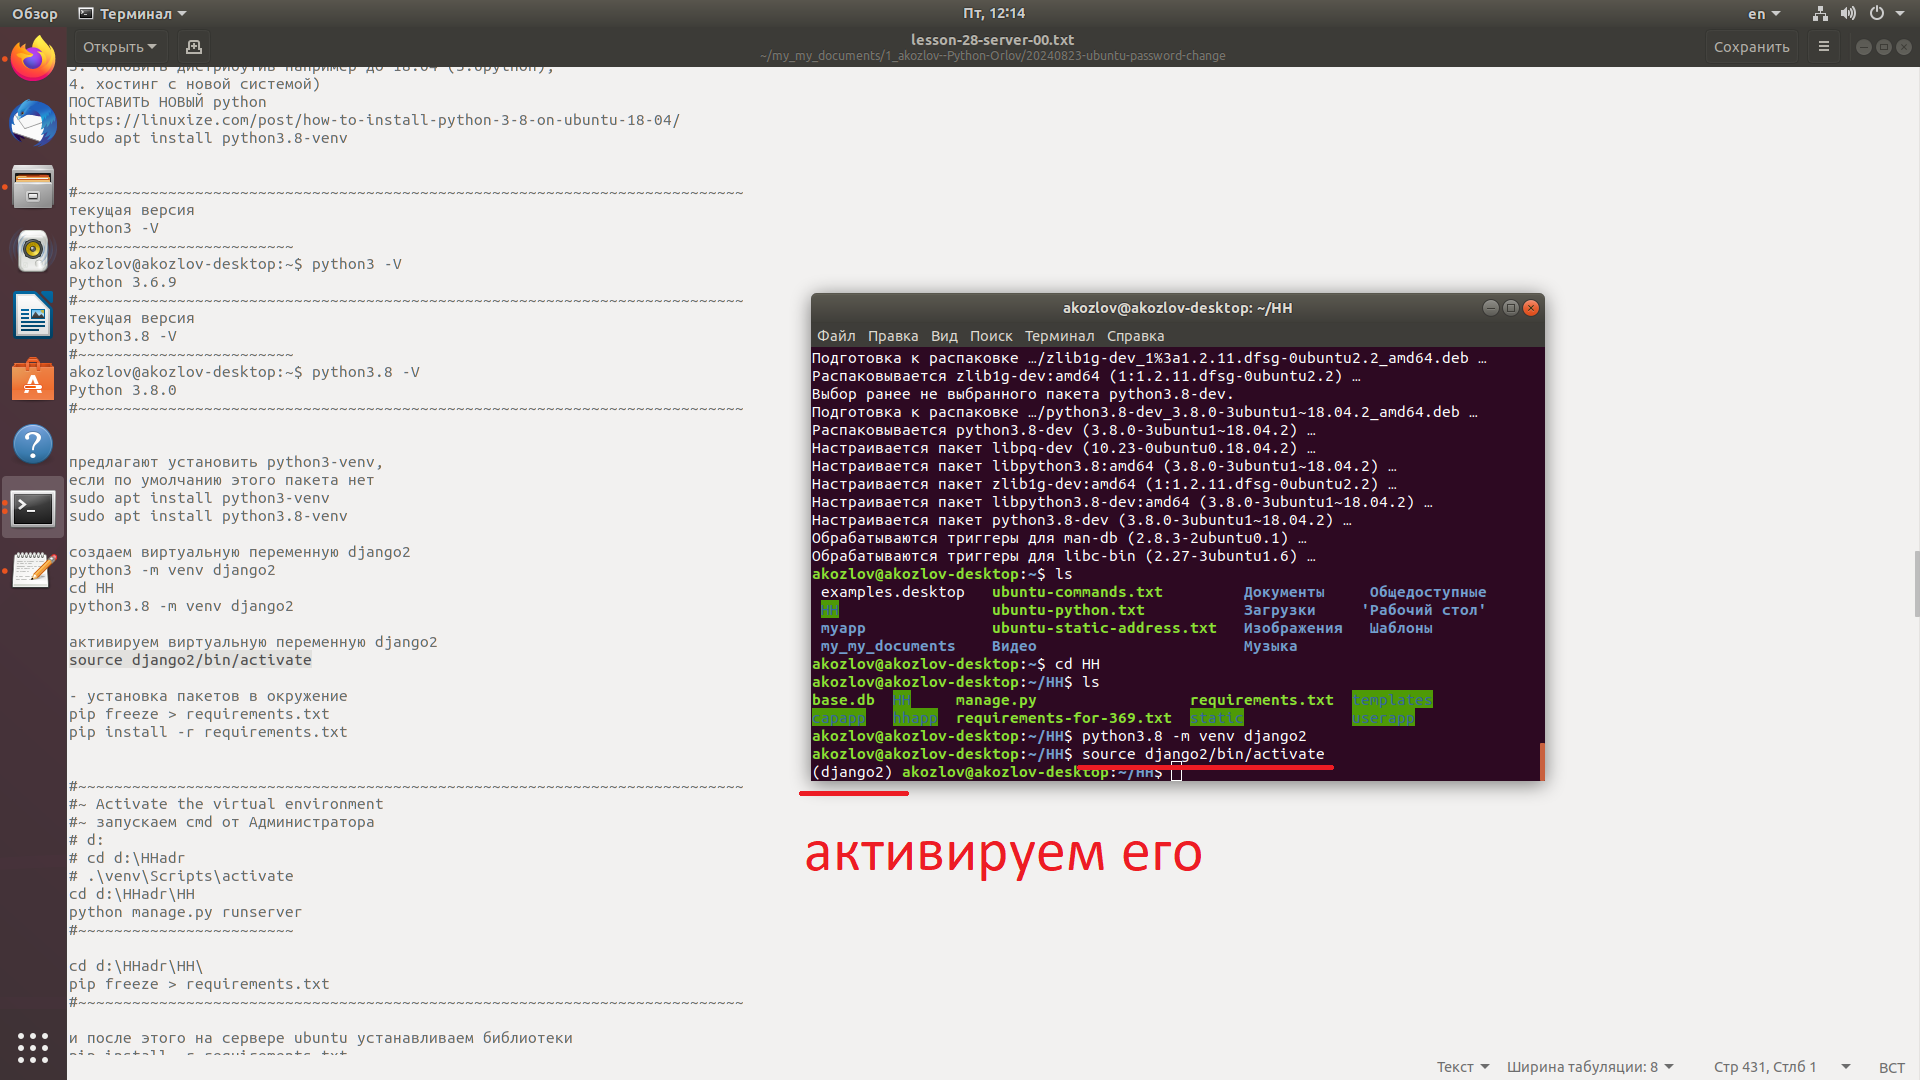 Обзор
Терминал
Пт, 12:14
en
Открыть
lesson-28-server-00.txt
~/my_my_documents/1_akozlov--Python-Orlov/20240823-ubuntu-password-change
Сохранить
3. обновить дистрибутив например до 18.04 (3.6python),
4. хостинг с новой системой)
ПОСТАВИТЬ НОВЫЙ python
https://linuxize.com/post/how-to-install-python-3-8-on-ubuntu-18-04/
sudo apt install python3.8-venv
#~~~~~~~~~~~~~~~~~~~~~~~~~~~~~~~~~~~~~~~~~~~~~~~~~~~~~~~~~~~~~~~~~~~~~~~~~~
текущая версия
python3 -V
#~~~~~~~~~~~~~~~~~~~~~~~~
akozlov@akozlov-desktop:~$ python3 -V
Python 3.6.9
#~~~~~~~~~~~~~~~~~~~~~~~~~~~~~~~~~~~~~~~~~~~~~~~~~~~~~~~~~~~~~~~~~~~~~~~~~~
текущая версия
python3.8 -V
#~~~~~~~~~~~~~~~~~~~~~~~~
akozlov@akozlov-desktop:~$ python3.8 -V
Python 3.8.0
#~~~~~~~~~~~~~~~~~~~~~~~~~~~~~~~~~~~~~~~~~~~~~~~~~~~~~~~~~~~~~~~~~~~~~~~~~~
предлагают установить python3-venv,
если по умолчанию этого пакета нет
sudo apt install python3-venv
sudo apt install python3.8-venv
создаем виртуальную переменную django2
python3 -m venv django2
cd HH
python3.8 -m venv django2
активируем виртуальную переменную django2
source django2/bin/activate
- установка пакетов в окружение
pip freeze > requirements.txt
pip install -r requirements.txt
#~~~~~~~~~~~~~~~~~~~~~~~~~~~~~~~~~~~~~~~~~~~~~~~~~~~~~~~~~~~~~~~~~~~~~~~~~~
#~ Activate the virtual environment
#~ запускаем cmd от Администратора
# d:
# cd d:\HHadr
# .\venv\Scripts\activate
cd d:\HHadr\HH
python manage.py runserver
#~~~~~~~~~~~~~~~~~~~~~~~~
cd d:\HHadr\HH\
pip freeze > requirements.txt
#~~~~~~~~~~~~~~~~~~~~~~~~~~~~~~~~~~~~~~~~~~~~~~~~~~~~~~~~~~~~~~~~~~~~~~~~~~
и после этого на сервере ubuntu устанавливаем библиотеки
pip install -r requirements.txt
akozlov@akozlov-desktop: ~/HH
Файл Правка Вид Поиск Терминал Справка
Подготовка к распаковке …/zlib1g-dev_1%3a1.2.11.dfsg-0ubuntu2.2_amd64.deb …
Распаковывается zlib1g-dev:amd64 (1:1.2.11.dfsg-0ubuntu2.2) …
Выбор ранее не выбранного пакета python3.8-dev.
Подготовка к распаковке …/python3.8-dev_3.8.0-3ubuntu1~18.04.2_amd64.deb …
Распаковывается python3.8-dev (3.8.0-3ubuntu1~18.04.2) …
Настраивается пакет libpq-dev (10.23-0ubuntu0.18.04.2) …
Настраивается пакет libpython3.8:amd64 (3.8.0-3ubuntu1~18.04.2) …
Настраивается пакет zlib1g-dev:amd64 (1:1.2.11.dfsg-0ubuntu2.2) …
Настраивается пакет libpython3.8-dev:amd64 (3.8.0-3ubuntu1~18.04.2) …
Настраивается пакет python3.8-dev (3.8.0-3ubuntu1~18.04.2) …
Обрабатываются триггеры для man-db (2.8.3-2ubuntu0.1) …
Обрабатываются триггеры для libc-bin (2.27-3ubuntu1.6) …
akozlov@akozlov-desktop:~$ ls
examples.desktop ubuntu-commands.txt Документы Общедоступные
HH ubuntu-python.txt Загрузки 'Рабочий стол'
myapp ubuntu-static-address.txt Изображения Шаблоны
my_my_documents Видео Музыка
akozlov@akozlov-desktop:~$ cd HH
akozlov@akozlov-desktop:~/HH$ ls
base.db HH manage.py requirements.txt templates
capapp hhapp requirements-for-369.txt static userapp
akozlov@akozlov-desktop:~/HH$ python3.8 -m venv django2
akozlov@akozlov-desktop:~/HH$ source django2/bin/activate
(django2) akozlov@akozlov-desktop:~/HH$
активируем его
Текст
Ширина табуляции: 8
Стр 431, Стлб 1
ВСТ